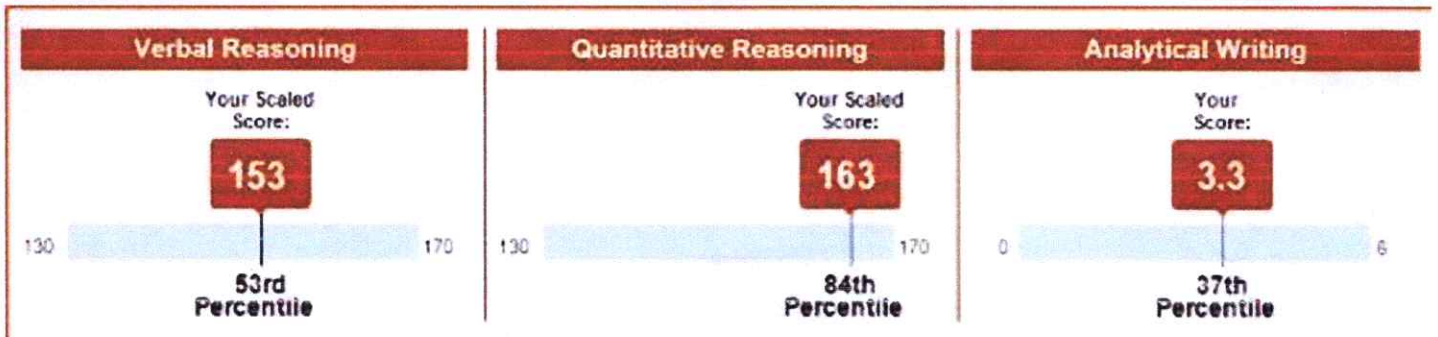 Verbal Reasoning
Your Scaled
Score:
153
130
170
53rd
Percentile
Quantitative Reasoning
Your Scaled
Score:
163
130
170
84th
Percentile
Analytical Writing
Your
Score:
3.3
0
6
37th
Percentile